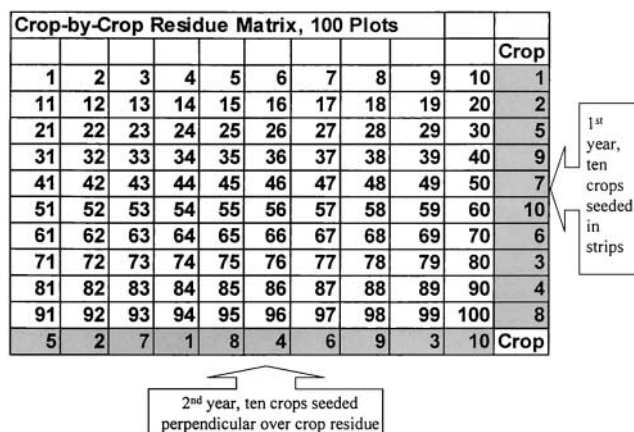 Crop-by-Crop Residue Matrix, 100 Plots
Crop
1 2 3 4 5 6 7 8 9 10 1
11 12 13 14 15 16 17 18 19 20 2
21 22 23 24 25 26 27 28 29 30 5
31 32 33 34 35 36 37 38 39 40 9
41 42 43 44 45 46 47 48 49 50 7
51 52 53 54 55 56 57 58 59 60 10
61 62 63 64 65 66 67 68 69 70 6
71 72 73 74 75 76 77 78 79 80 3
81 82 83 84 85 86 87 88 89 90 4
91 92 93 94 95 96 97 98 99 100 8
5 2 7 1 8 4 6 9 3 10 Crop
1st
year,
ten
crops
seeded
in
strips
2nd year, ten crops seeded
perpendicular over crop residue